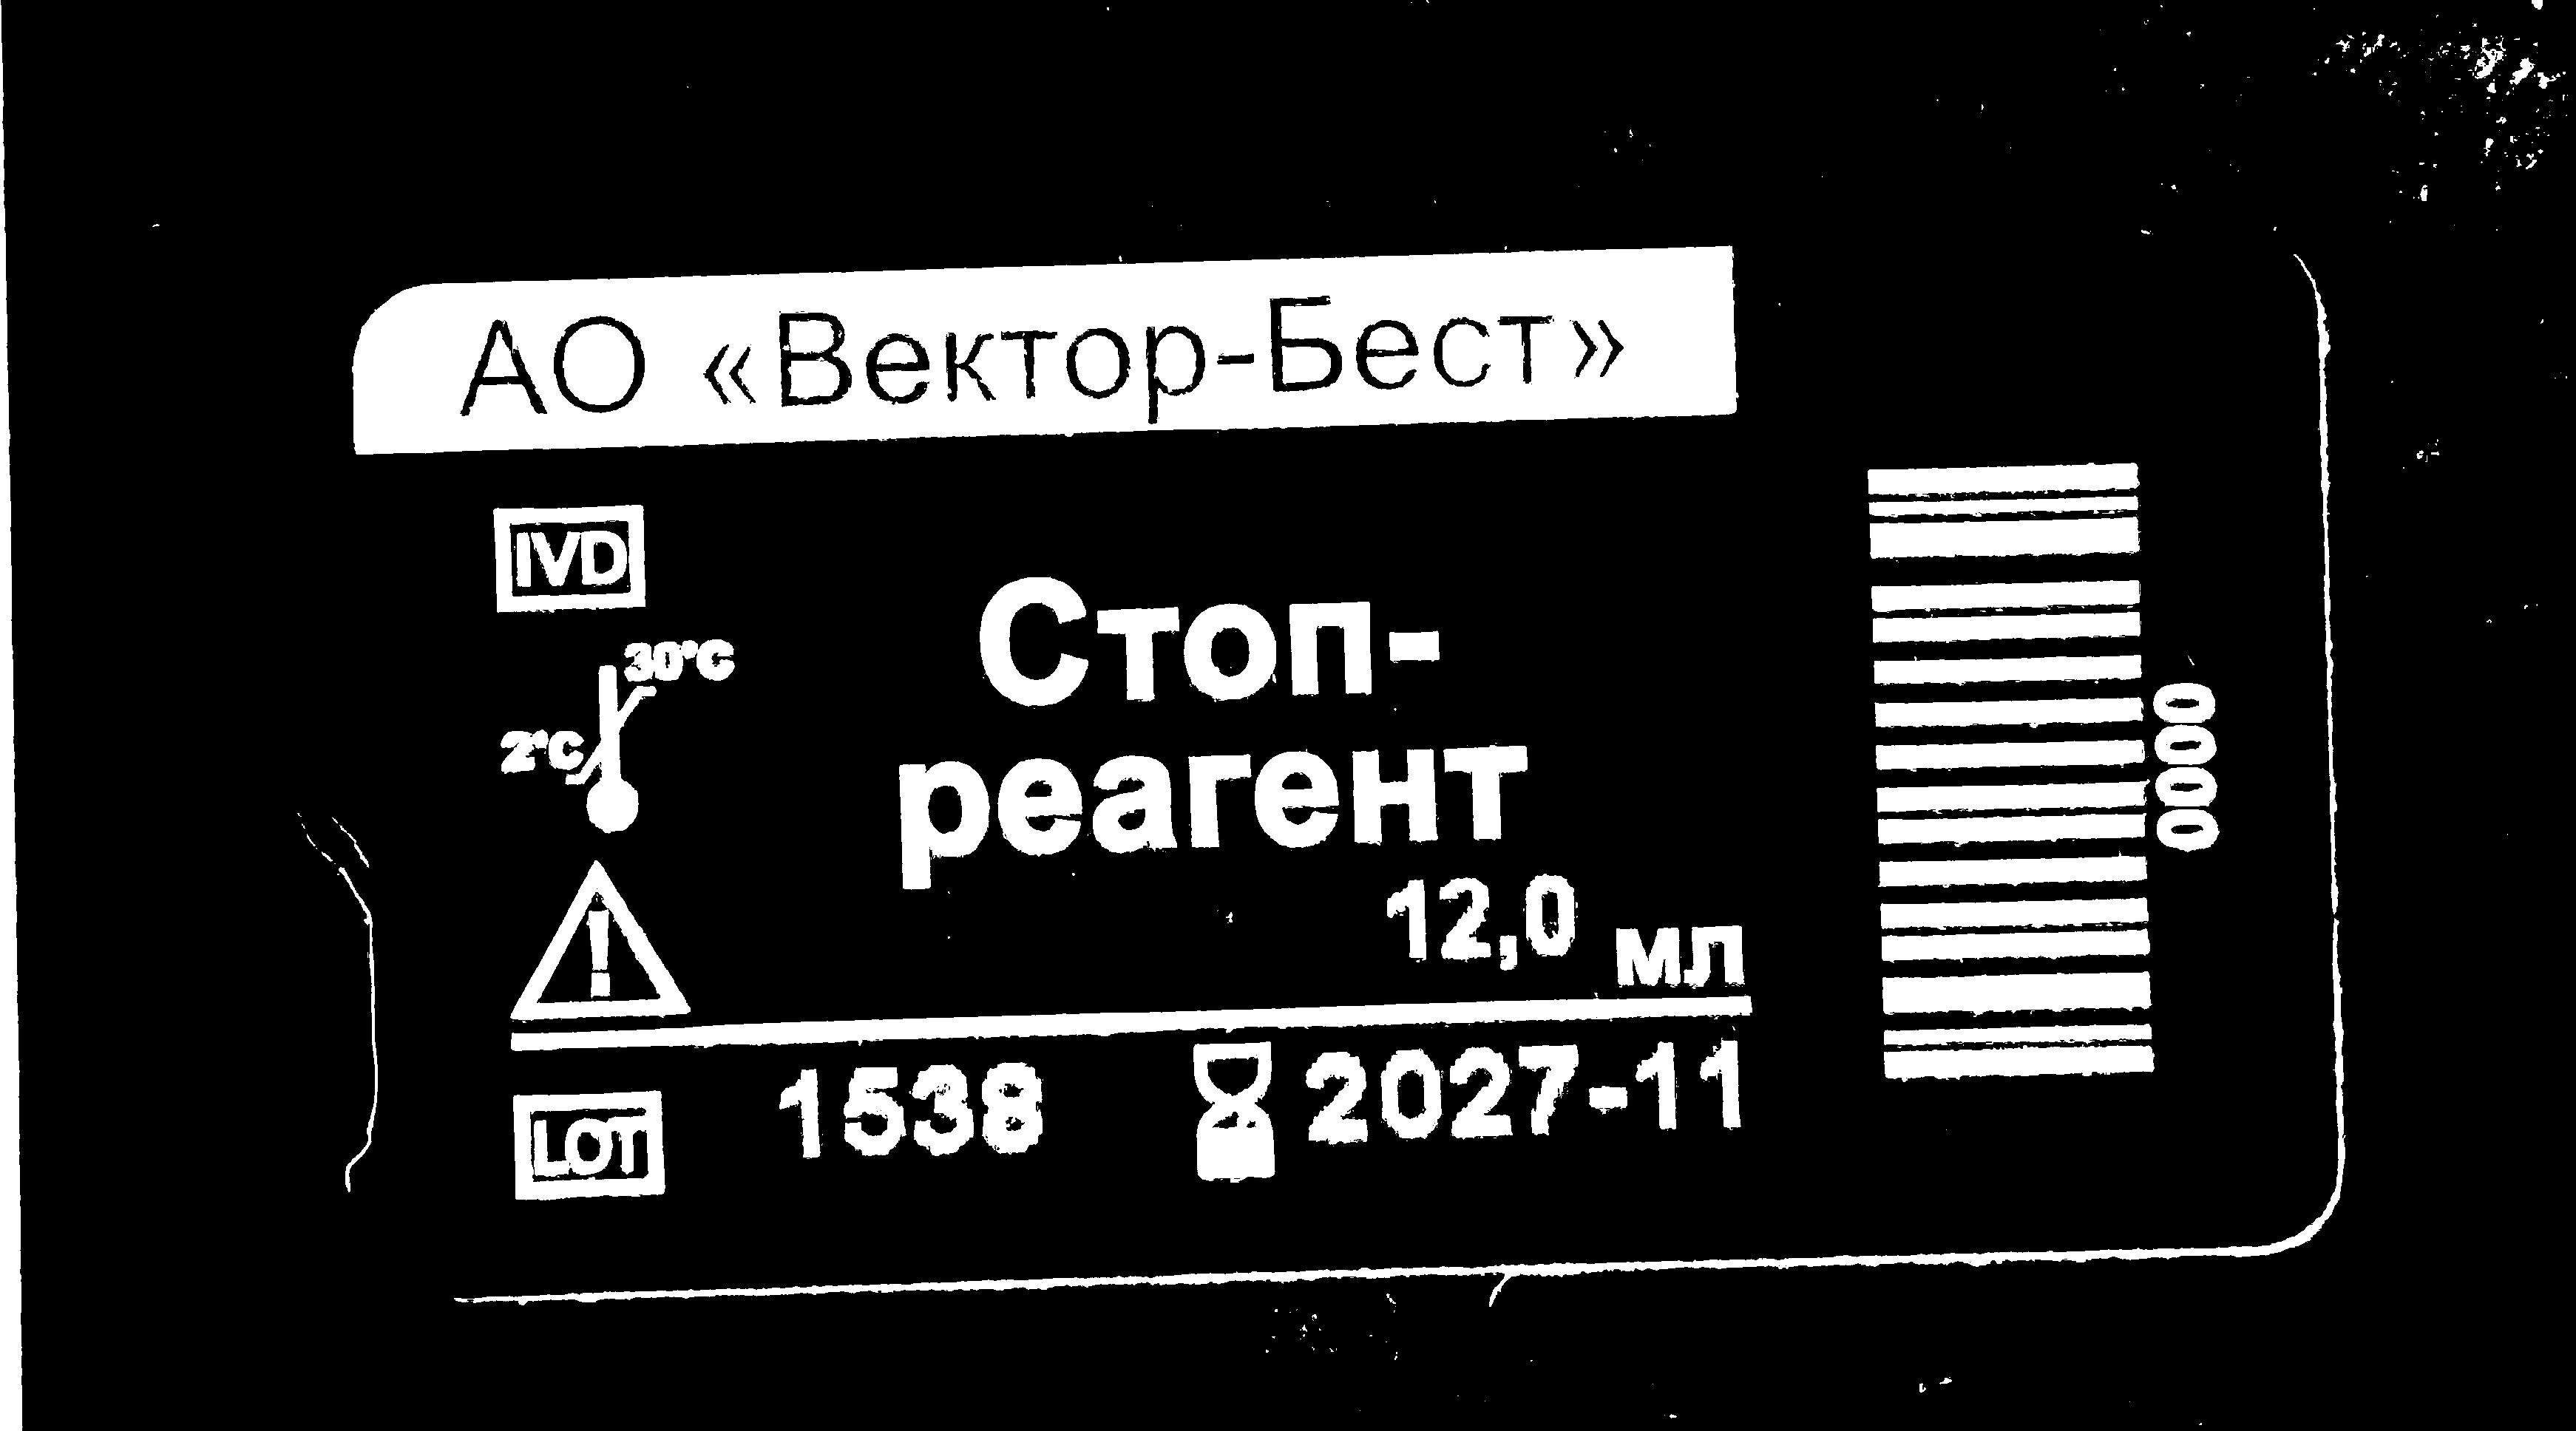 АО «Вектор-Бест»
IVD
30°C
2°C
Стоп-
реагент
12,0 мл
LOT 1538 2027-11
0000